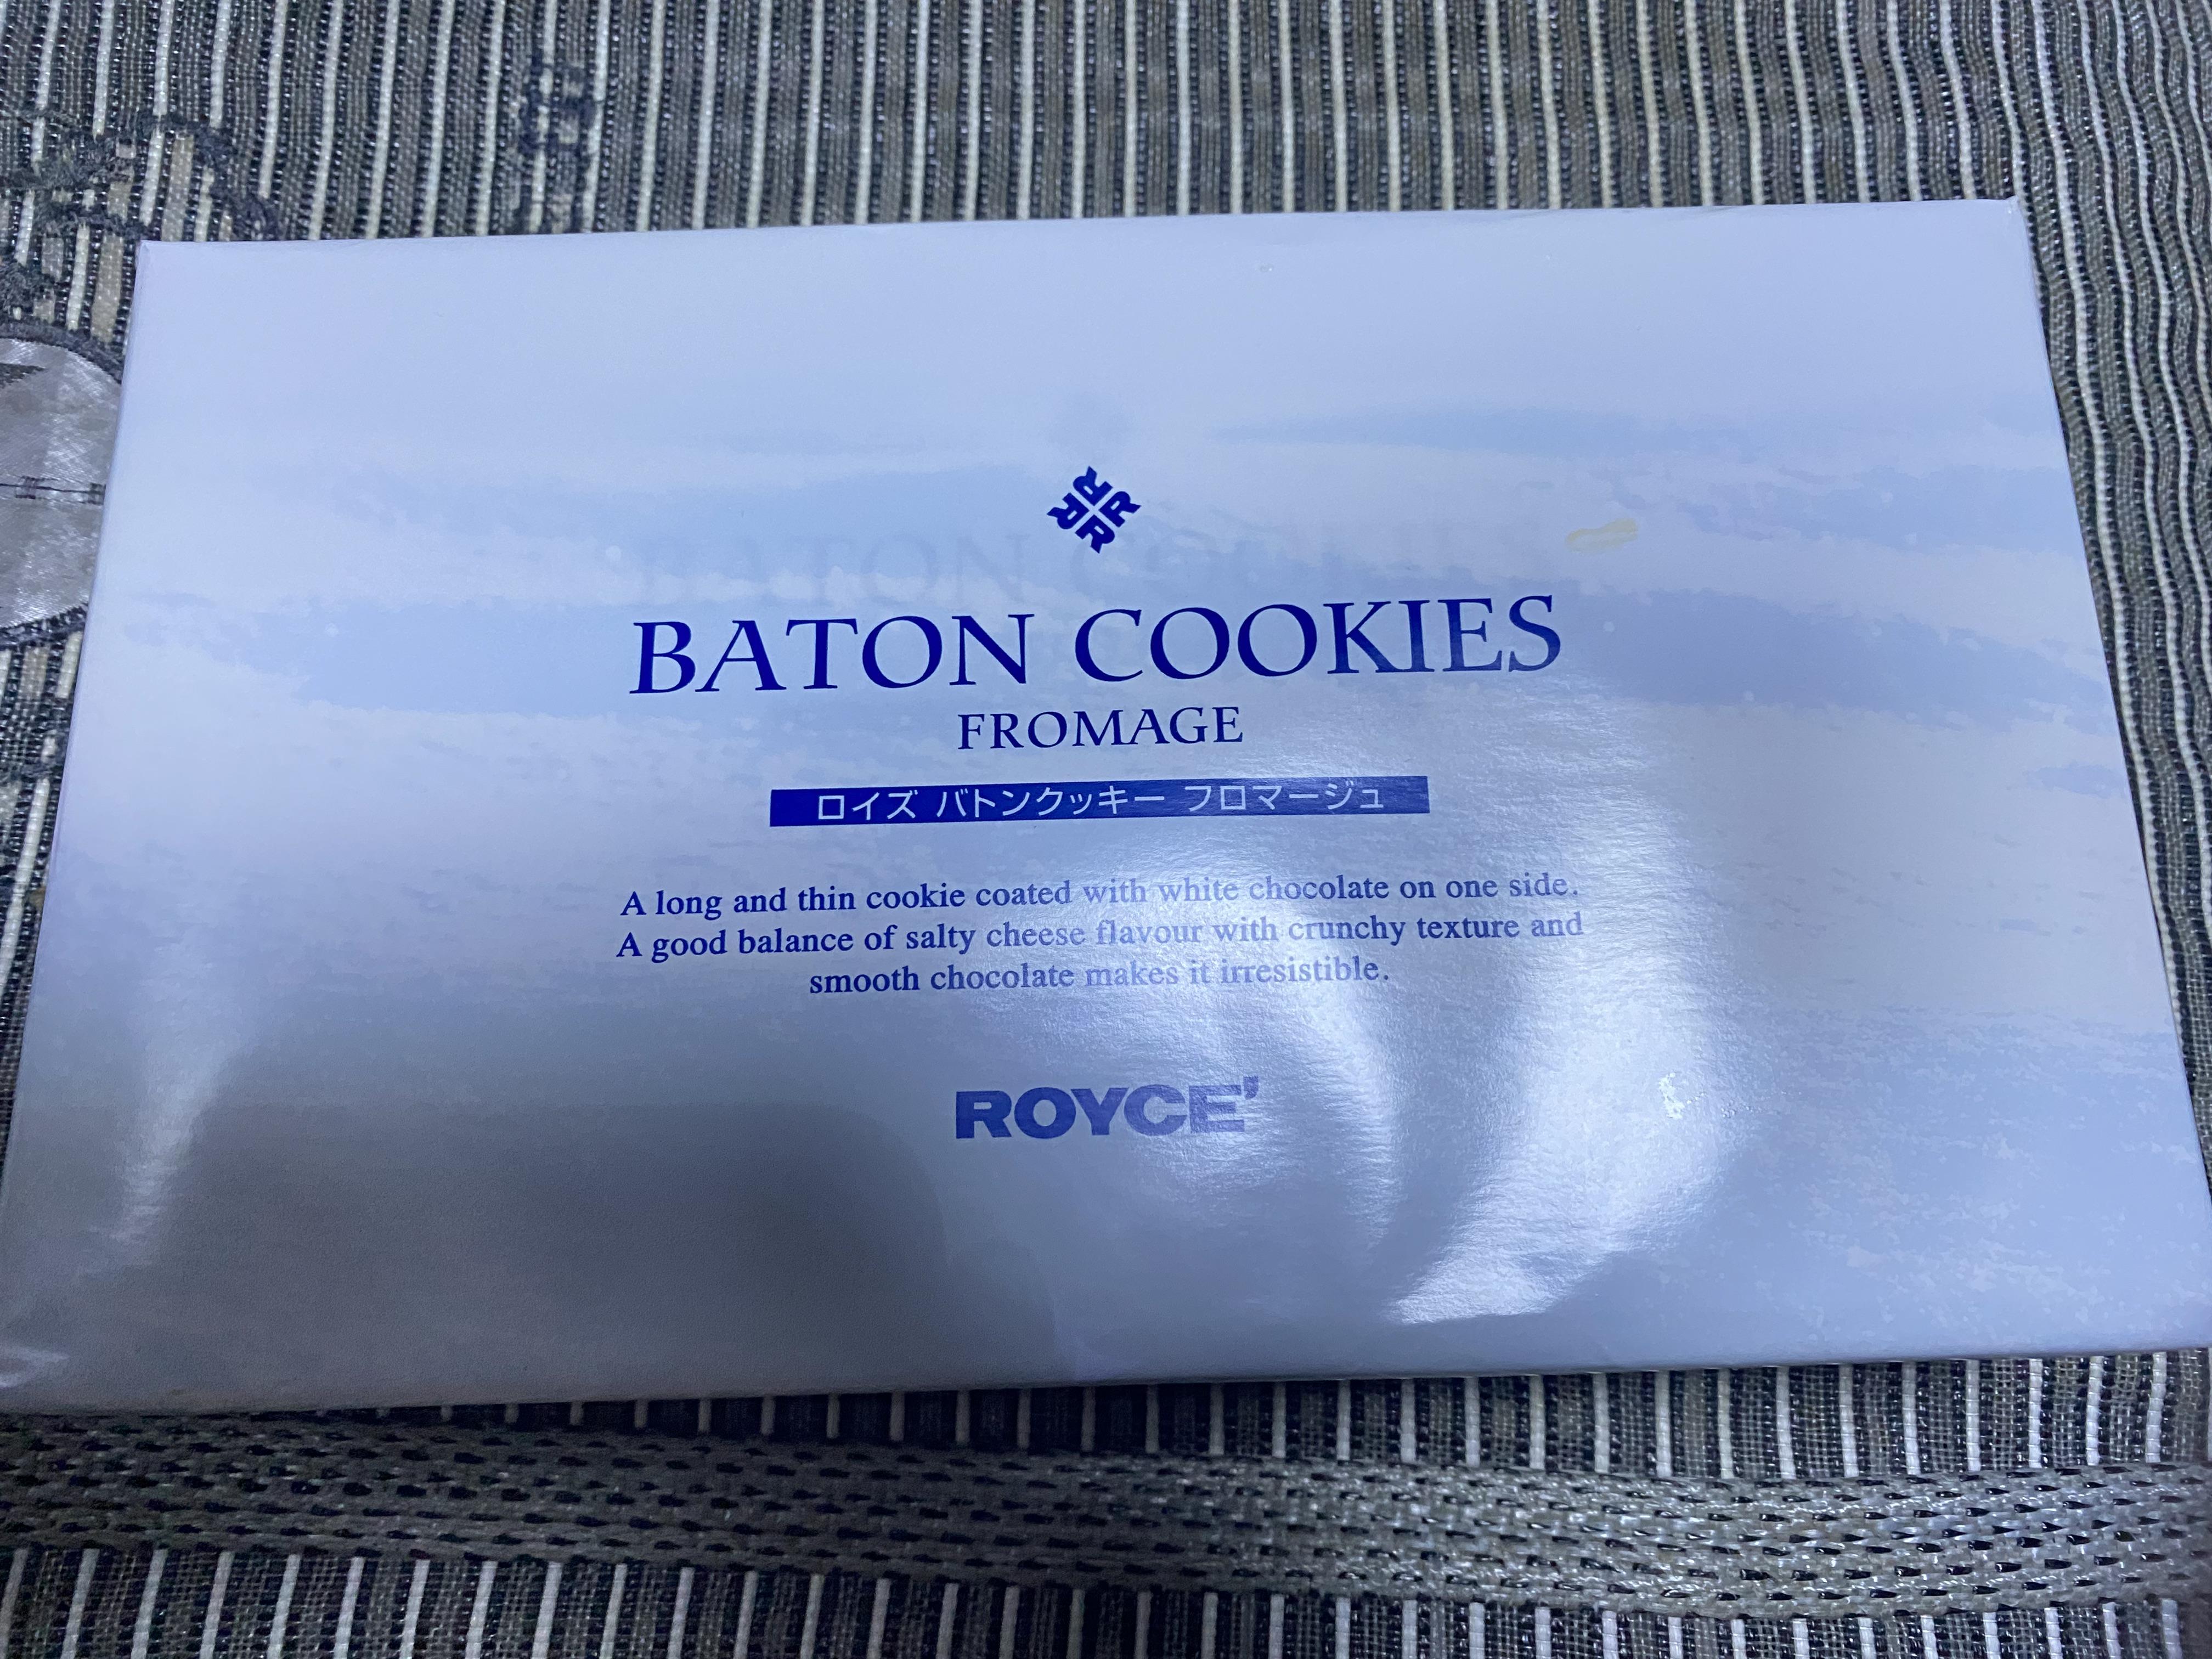 BATON COOKIES
FROMAGE
ロイズ バトンクッキー フロマージュ
A long and thin cookie coated with white chocolate on one side.
A good balance of salty cheese flavour with crunchy texture and
smooth chocolate makes it irresistible.
ROYCE'